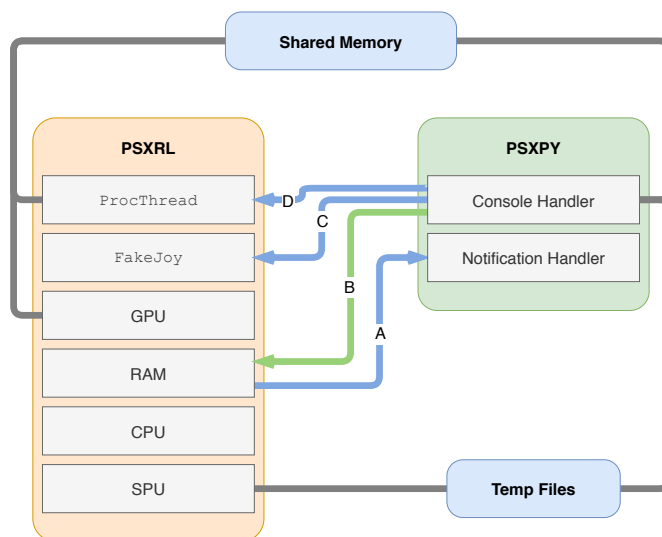 Shared Memory
PSXRL
PSXPY
ProcThread
D
Console Handler
C
FakeJoy
Notification Handler
B
GPU
A
RAM
CPU
SPU
Temp Files